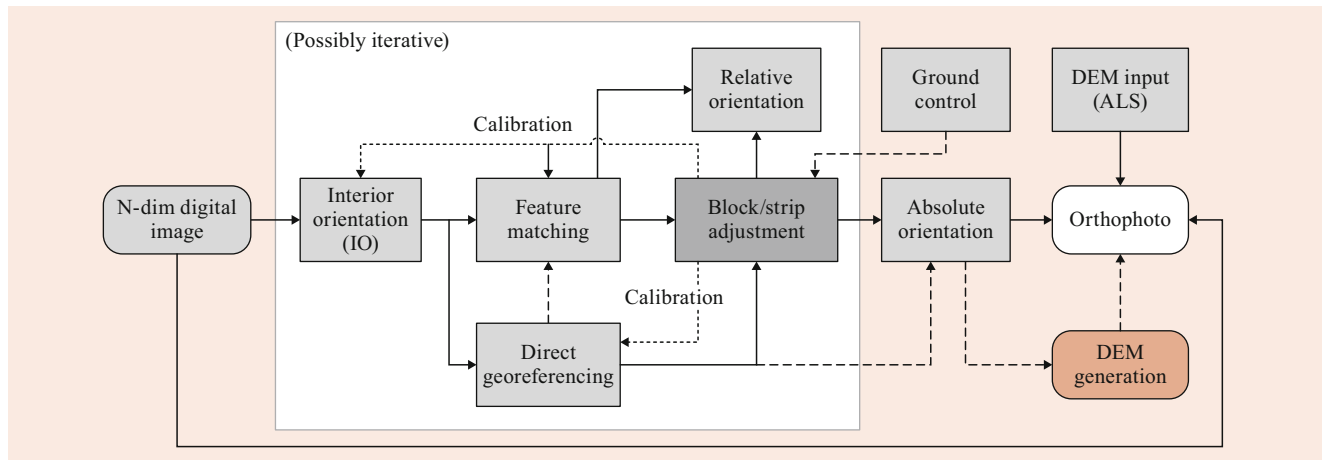 (Possibly iterative)
Relative
orientation
Ground
control
DEM input
(ALS)
Calibration
N-dim digital
image
Interior
orientation
(IO)
Feature
matching
Block/strip
adjustment
Absolute
orientation
Orthophoto
Calibration
Direct
georeferencing
DEM
generation